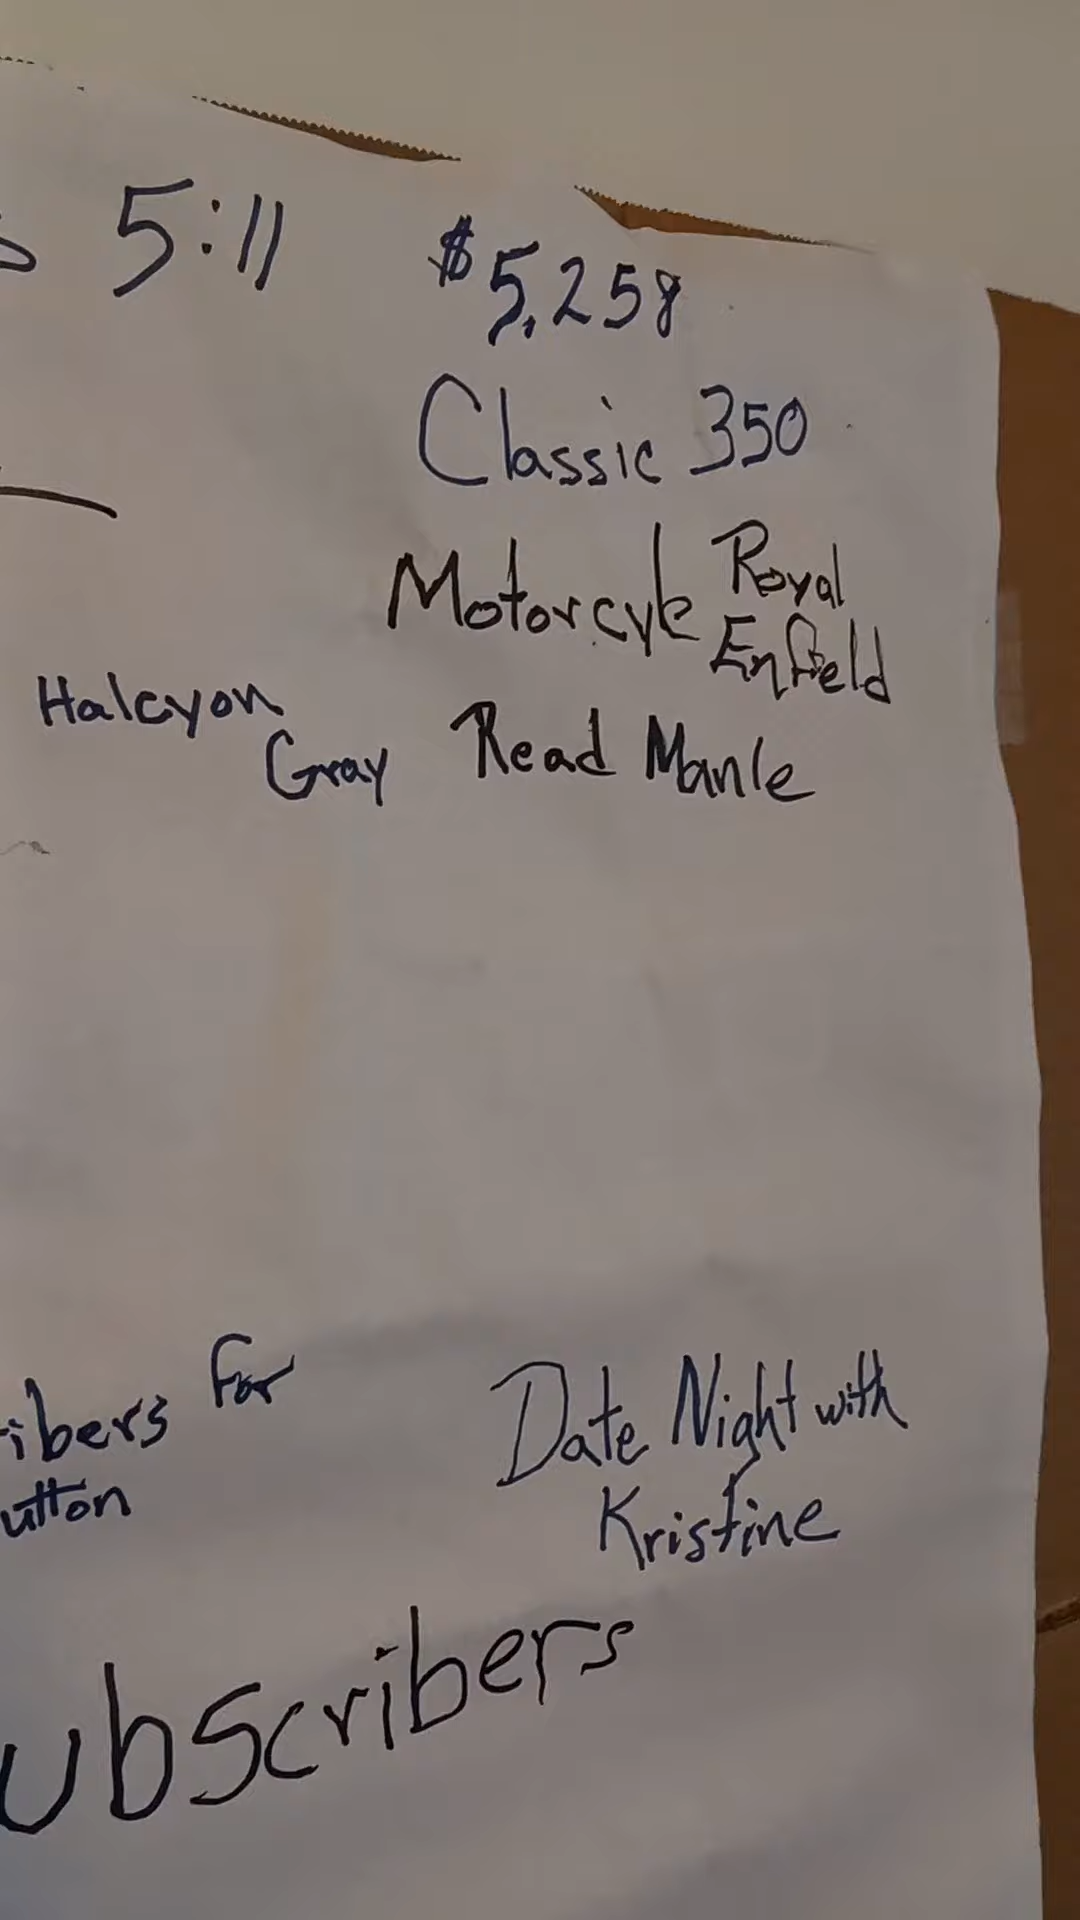 s 5:11
$5,258
Classic 350
Motorcyle Royal
Enfield
Halcyon
Gray
Read Manle
ribers for
utton
Date Night with
Kristine
ubscribers